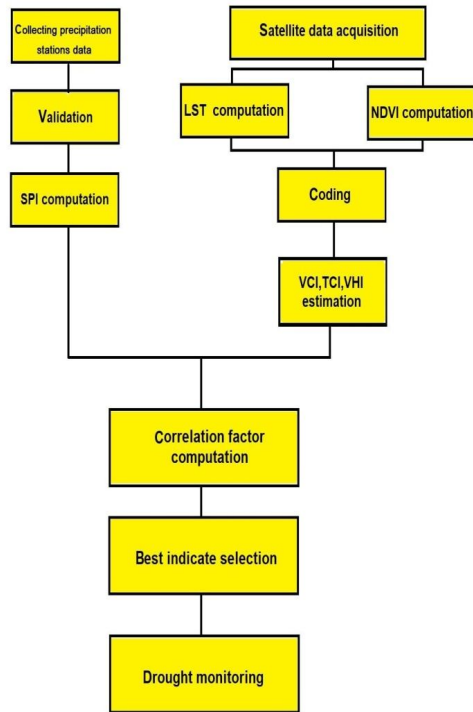 Collecting precipitation
stations data
Satellite data acquisition
Validation
LST computation
NDVI computation
SPI computation
Coding
VCI,TCI,VHI
estimation
Correlation factor
computation
Best indicate selection
Drought monitoring